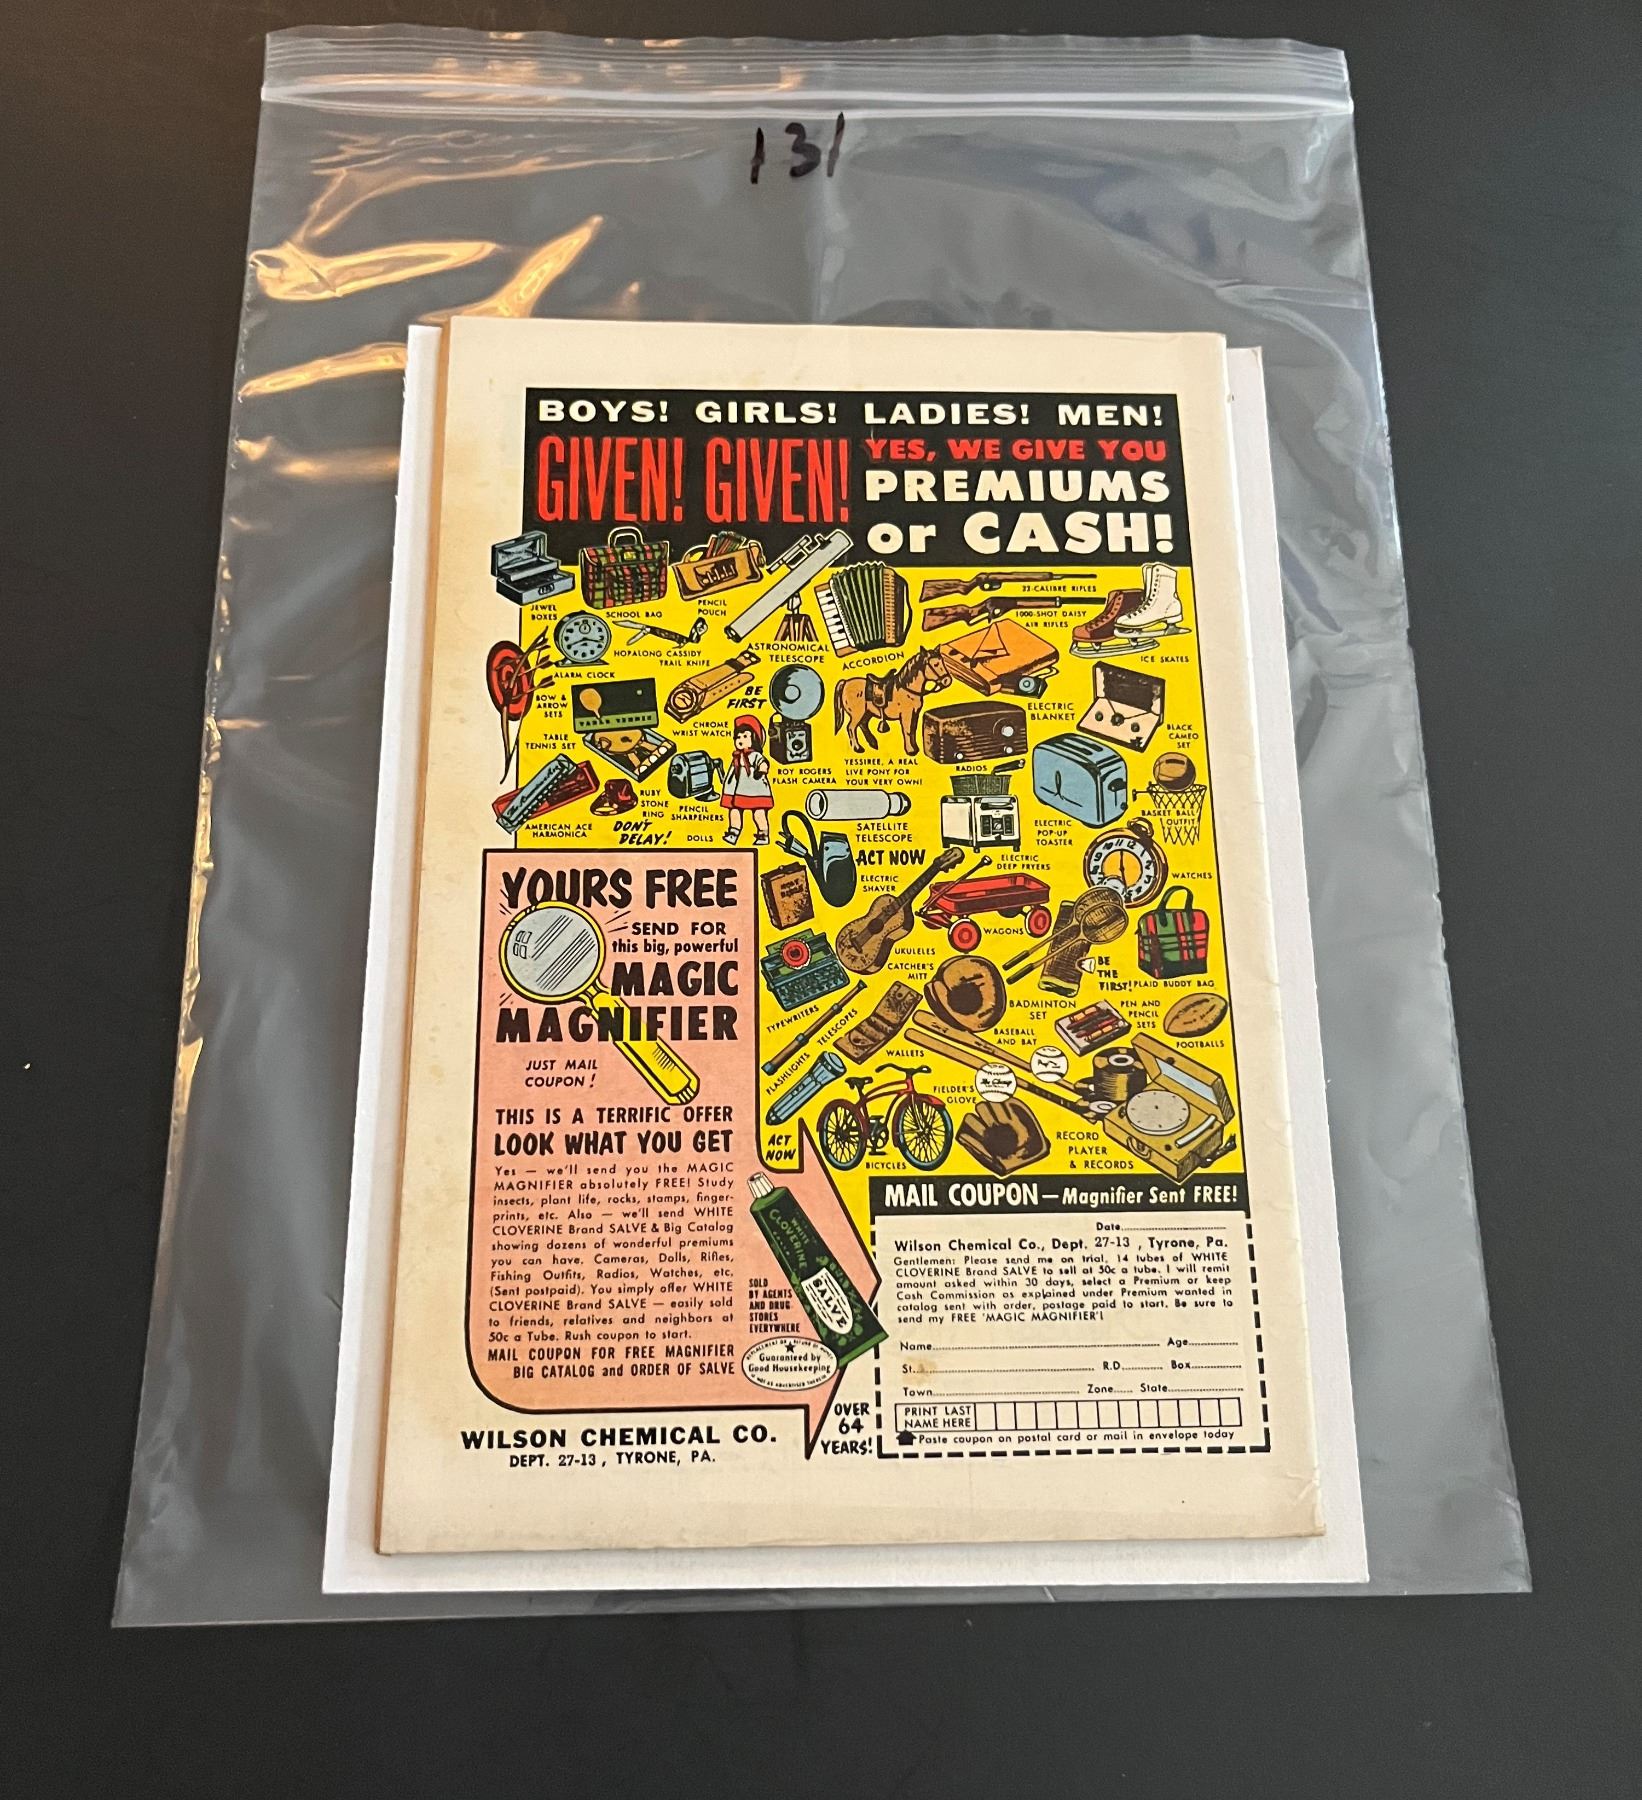 131
BOYS! GIRLS! LADIES! MEN!
GIVEN! GIVEN!
YES, WE GIVE YOU
PREMIUMS
or CASH!
JEWEL
BOXES
SCHOOL BAG
PENCIL
POUCH
ASTRONOMICAL
TELESCOPE
ACCORDION
22-CALIBRE RIFLES
1000-SHOT DAISY
AIR RIFLES
ICE SKATES
HOPALONG CASSIDY
TRAIL KNIFE
ALARM CLOCK
BOW &
ARROW
SETS
TABLE TENNIS
TABLE
TENNIS SET
CHROME
WRIST WATCH
BE
FIRST
ROY ROGERS
FLASH CAMERA
YESSIREE, A REAL
LIVE PONY FOR
YOUR VERY OWN!
ELECTRIC
BLANKET
RADIOS
BLACK
CAMEO
SET
AMERICAN ACE
HARMONICA
RUBY
STONE
RING
DON'T
DELAY!
PENCIL
SHARPENERS
DOLLS
SATELLITE
TELESCOPE
ELECTRIC
POP-UP
TOASTER
BASKET BALL
OUTFIT
ACT NOW
ELECTRIC
SHAVER
ELECTRIC
DEEP FRYERS
WATCHES
HOLY
BIBLE
UKULELES
WAGONS
CATCHER'S
MITT
BE
THE
FIRST!
PLAID BUDDY BAG
TYPEWRITERS
TELESCOPES
BADMINTON
SET
PEN AND
PENCIL
SETS
FOOTBALLS
WALLETS
BASEBALL
AND BAT
FLASHLIGHTS
FIELDER'S
GLOVE
ACT
NOW
BICYCLES
RECORD
PLAYER
& RECORDS
YOURS FREE
SEND FOR
this big, powerful
MAGIC
MAGNIFIER
JUST MAIL
COUPON!
THIS IS A TERRIFIC OFFER
LOOK WHAT YOU GET
Yes — we'll send you the MAGIC
MAGNIFIER absolutely FREE! Study
insects, plant life, rocks, stamps, finger-
prints, etc. Also — we'll send WHITE
CLOVERINE Brand SALVE & Big Catalog
showing dozens of wonderful premiums
you can have. Cameras, Dolls, Rifles,
Fishing Outfits, Radios, Watches, etc.
(Sent postpaid). You simply offer WHITE
CLOVERINE Brand SALVE — easily sold
to friends, relatives and neighbors at
50c a Tube. Rush coupon to start.
MAIL COUPON FOR FREE MAGNIFIER
BIG CATALOG and ORDER OF SALVE
WHITE
CLOVERINE
BRAND
SALVE
SOLD
BY AGENTS
AND DRUG
STORES
EVERYWHERE
Guaranteed by
Good Housekeeping
WILSON CHEMICAL CO.
DEPT. 27-13, TYRONE, PA.
OVER
64
YEARS!
MAIL COUPON — Magnifier Sent FREE!
Date
Wilson Chemical Co., Dept. 27-13, Tyrone, Pa.
Gentlemen: Please send me on trial, 14 tubes of WHITE
CLOVERINE Brand SALVE to sell at 50c a tube. I will remit
amount asked within 30 days, select a Premium or keep
Cash Commission as explained under Premium wanted in
catalog sent with order, postage paid to start. Be sure to
send my FREE 'MAGIC MAGNIFIER'!
Name Age
St. R.D. Box
Town Zone State
PRINT LAST
NAME HERE
Paste coupon on postal card or mail in envelope today